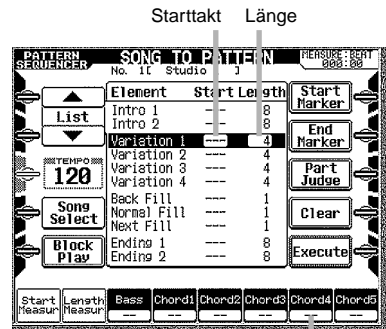 Starttakt Länge
PATTERN SEQUENCER SONG TO PATTERN MEASURE:BEAT
No. 1[ Studio ] 000:00
Element Start Length Start Marker
List
Intro 1 --- 8
Intro 2 --- 8 End Marker
Variation 1 --- 4
Variation 2 --- 4
TEMPO 120 Variation 3 --- 4 Part Judge
Variation 4 --- 4
Back Fill --- 1
Song Select Normal Fill --- 1 Clear
Next Fill --- 1
Block Play Ending 1 --- 8 Execute
Ending 2 --- 8
Start Measur Length Measur Bass Chord1 Chord2 Chord3 Chord4 Chord5
-- -- -- -- -- --